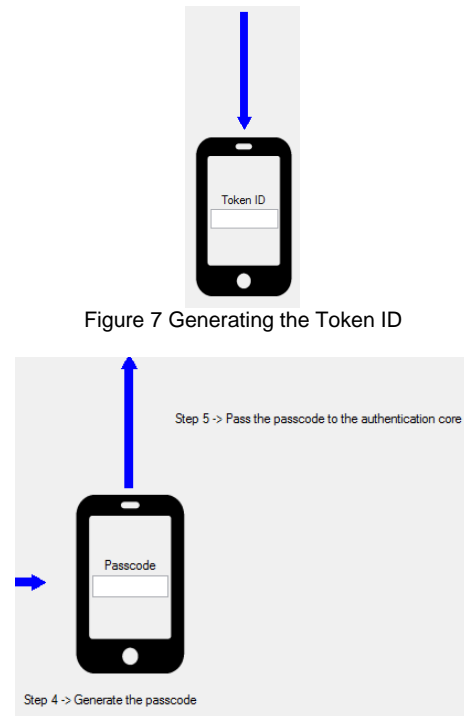 Token ID
Figure 7 Generating the Token ID
Step 5 -> Pass the passcode to the authentication core
Passcode
Step 4 -> Generate the passcode